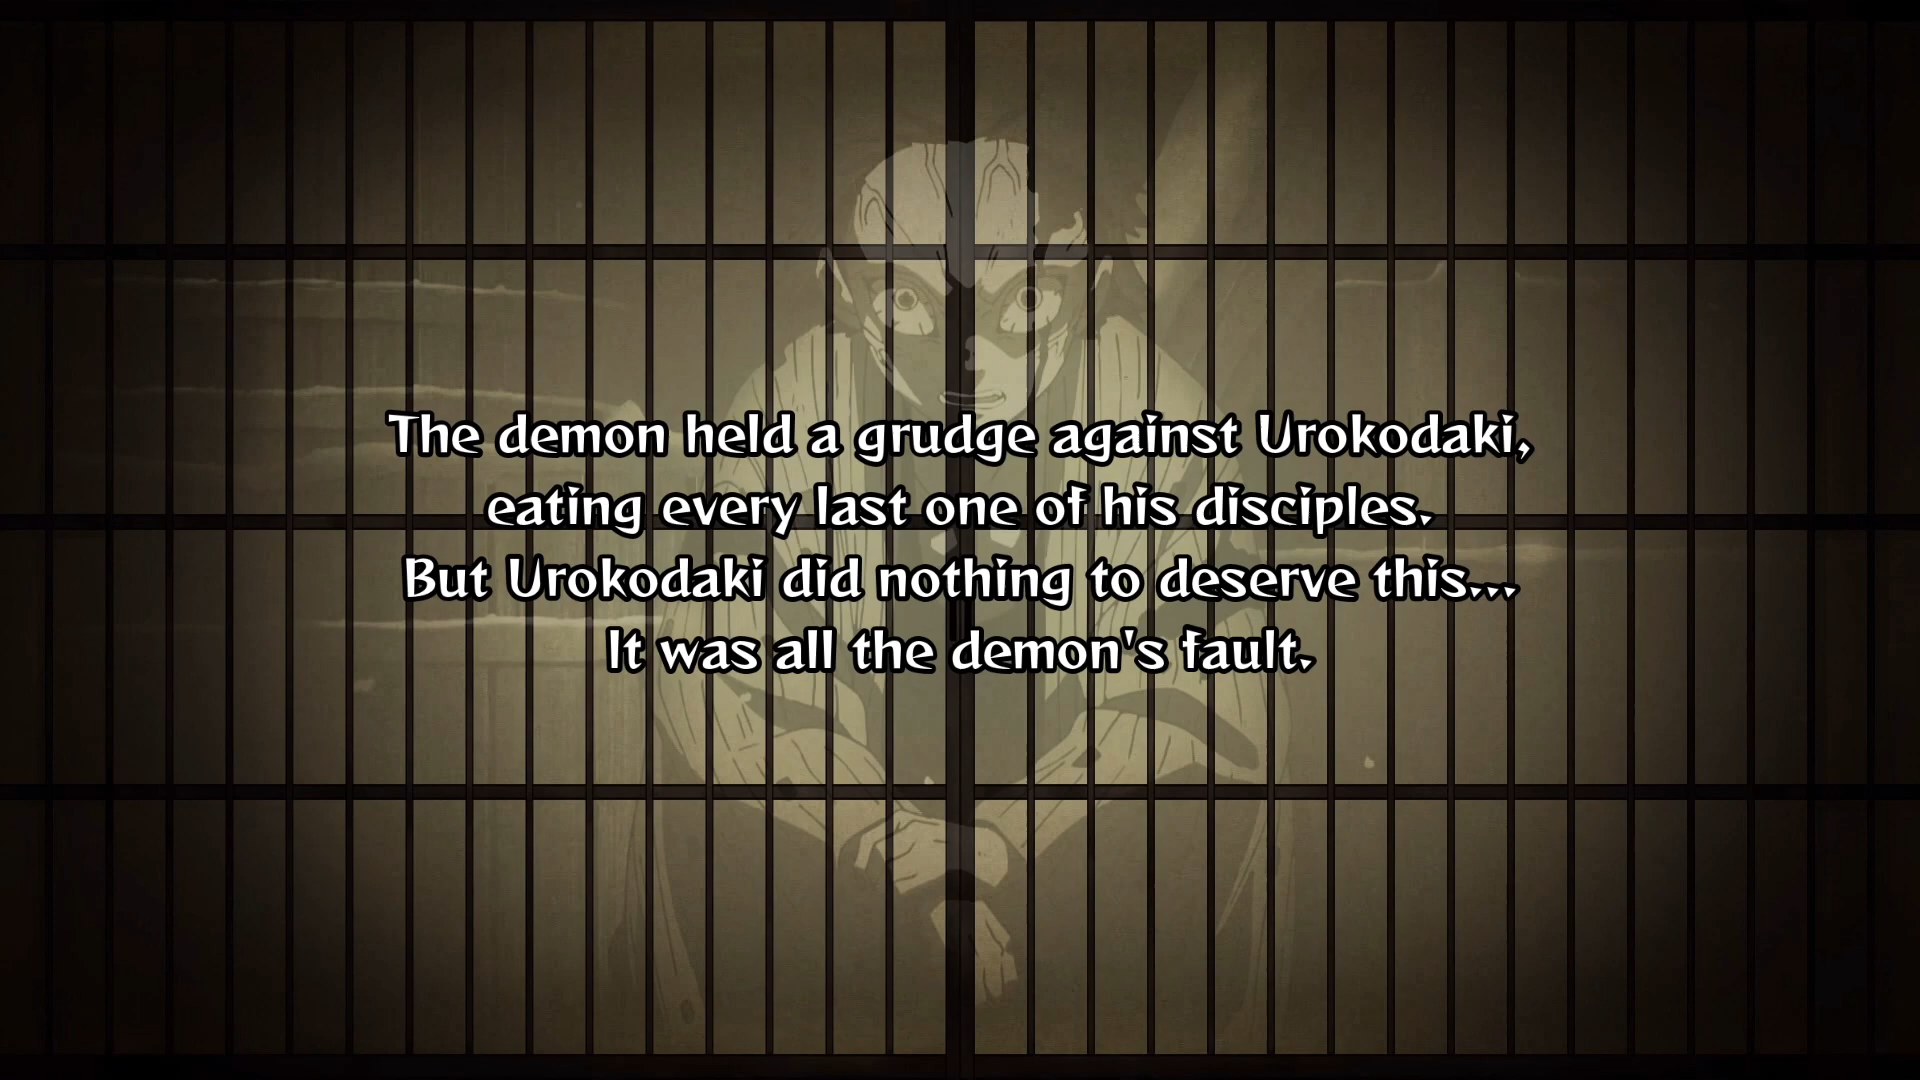 The demon held a grudge against Urokodaki,
eating every last one of his disciples.
But Urokodaki did nothing to deserve this...
It was all the demon's fault.